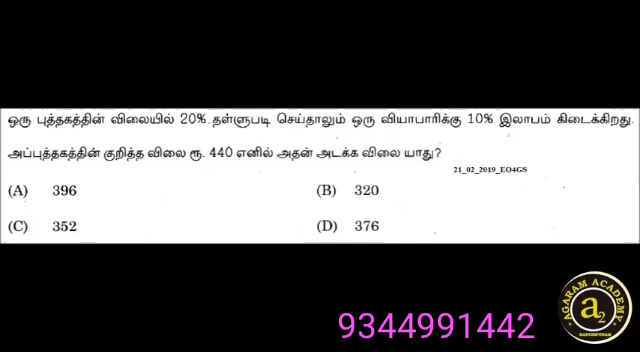 ஒரு புத்தகத்தின் விலையில் 20% தள்ளுபடி செய்தாலும் ஒரு வியாபாரிக்கு 10% இலாபம் கிடைக்கிறது.
அப்புத்தகத்தின் குறித்த விலை ரூ. 440 எனில் அதன் அடக்க விலை யாது?
21_02_2019_EO4GS
(A) 396 (B) 320
(C) 352 (D) 376
AGARAM ACADEMY
a2
9344991442